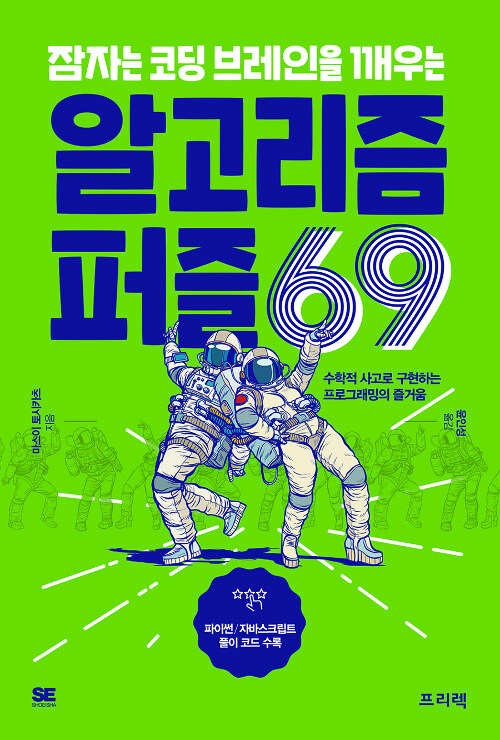 잠자는 코딩 브레인을 깨우는
알고리즘
퍼즐69
수학적 사고로 구현하는
프로그래밍의 즐거움
마스이 토시카츠 지음
윤인성 옮김
파이썬/자바스크립트
풀이 코드 수록
SE
SHOEISHA
프리렉